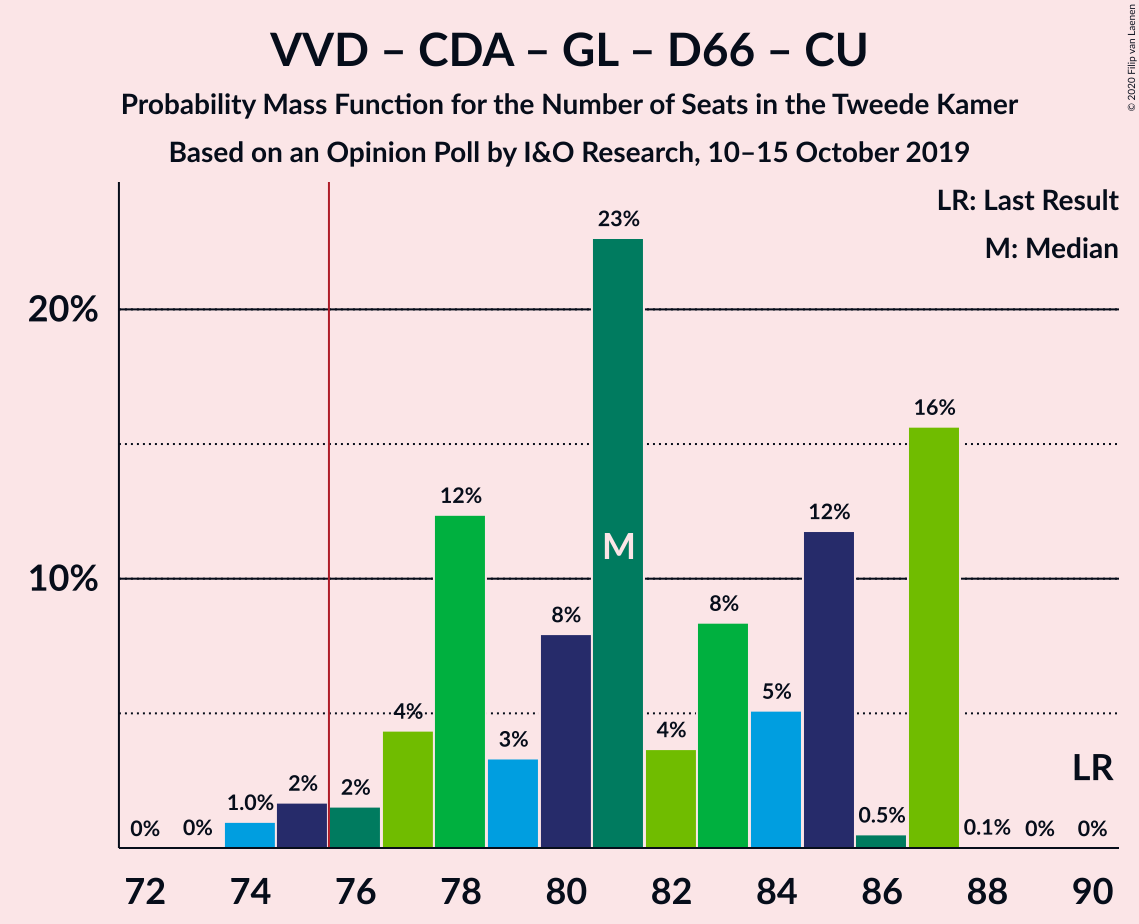 VVD – CDA – GL – D66 – CU
Probability Mass Function for the Number of Seats in the Tweede Kamer
Based on an Opinion Poll by I&O Research, 10–15 October 2019
© 2020 Filip van Laenen
LR: Last Result
M: Median
20%
10%
0%
0%
1.0%
2%
2%
4%
12%
3%
8%
23%
M
4%
8%
5%
12%
0.5%
16%
0.1%
0%
0%
LR
72 74 76 78 80 82 84 86 88 90